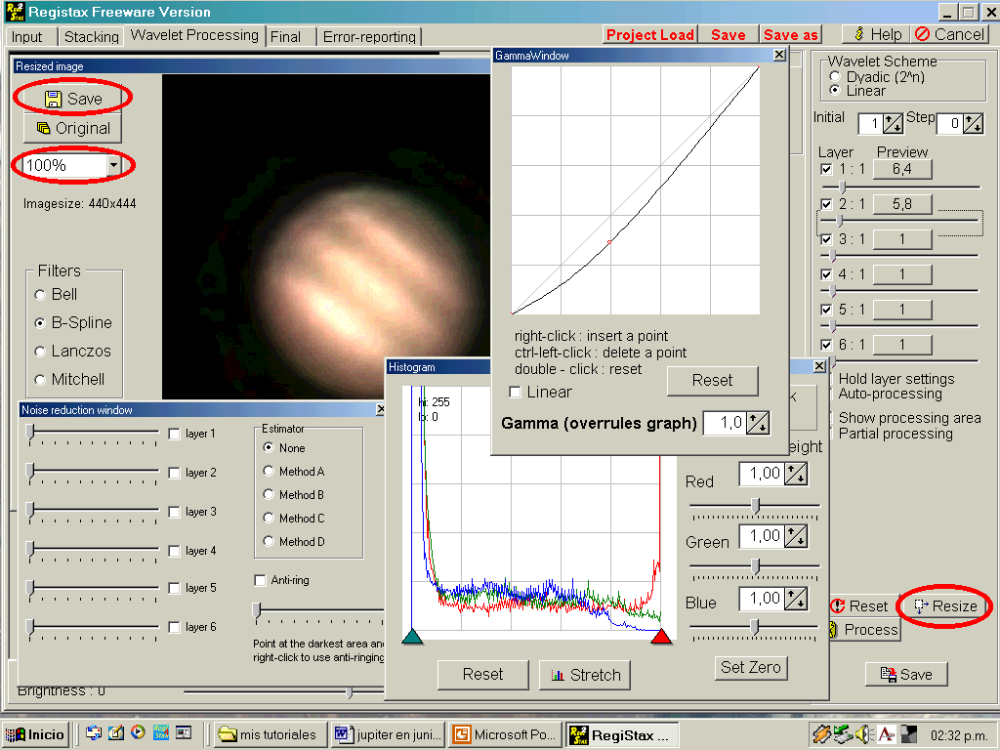 Registax Freeware Version
Input Stacking Wavelet Processing Final Error-reporting Project Load Save Save as Help Cancel
Resized image
Save
Original
100%
Imagesize: 440x444
Filters
Bell
B-Spline
Lanczos
Mitchell
GammaWindow
right-click : insert a point
ctrl-left-click : delete a point
double - click : reset
Reset
Linear
Gamma (overrules graph) 1,0
Wavelet Scheme
Dyadic (2^n)
Linear
Initial 1 Step 0
Layer Preview
1 : 1 6,4
2 : 1 5,8
3 : 1 1
4 : 1 1
5 : 1 1
6 : 1 1
Hold layer settings
Auto-processing
Show processing area
Partial processing
Reset Resize
Process
Save
Noise reduction window
layer 1
layer 2
layer 3
layer 4
layer 5
layer 6
Estimator
None
Method A
Method B
Method C
Method D
Anti-ring
Point at the darkest area and
right-click to use anti-ringing
Histogram
hi: 255
lo: 0
Reset Stretch
k
eight
Red 1,00
Green 1,00
Blue 1,00
Set Zero
Brightness : 0
Inicio mis tutoriales jupiter en juni... Microsoft Po... RegiStax ... 02:32 p.m.